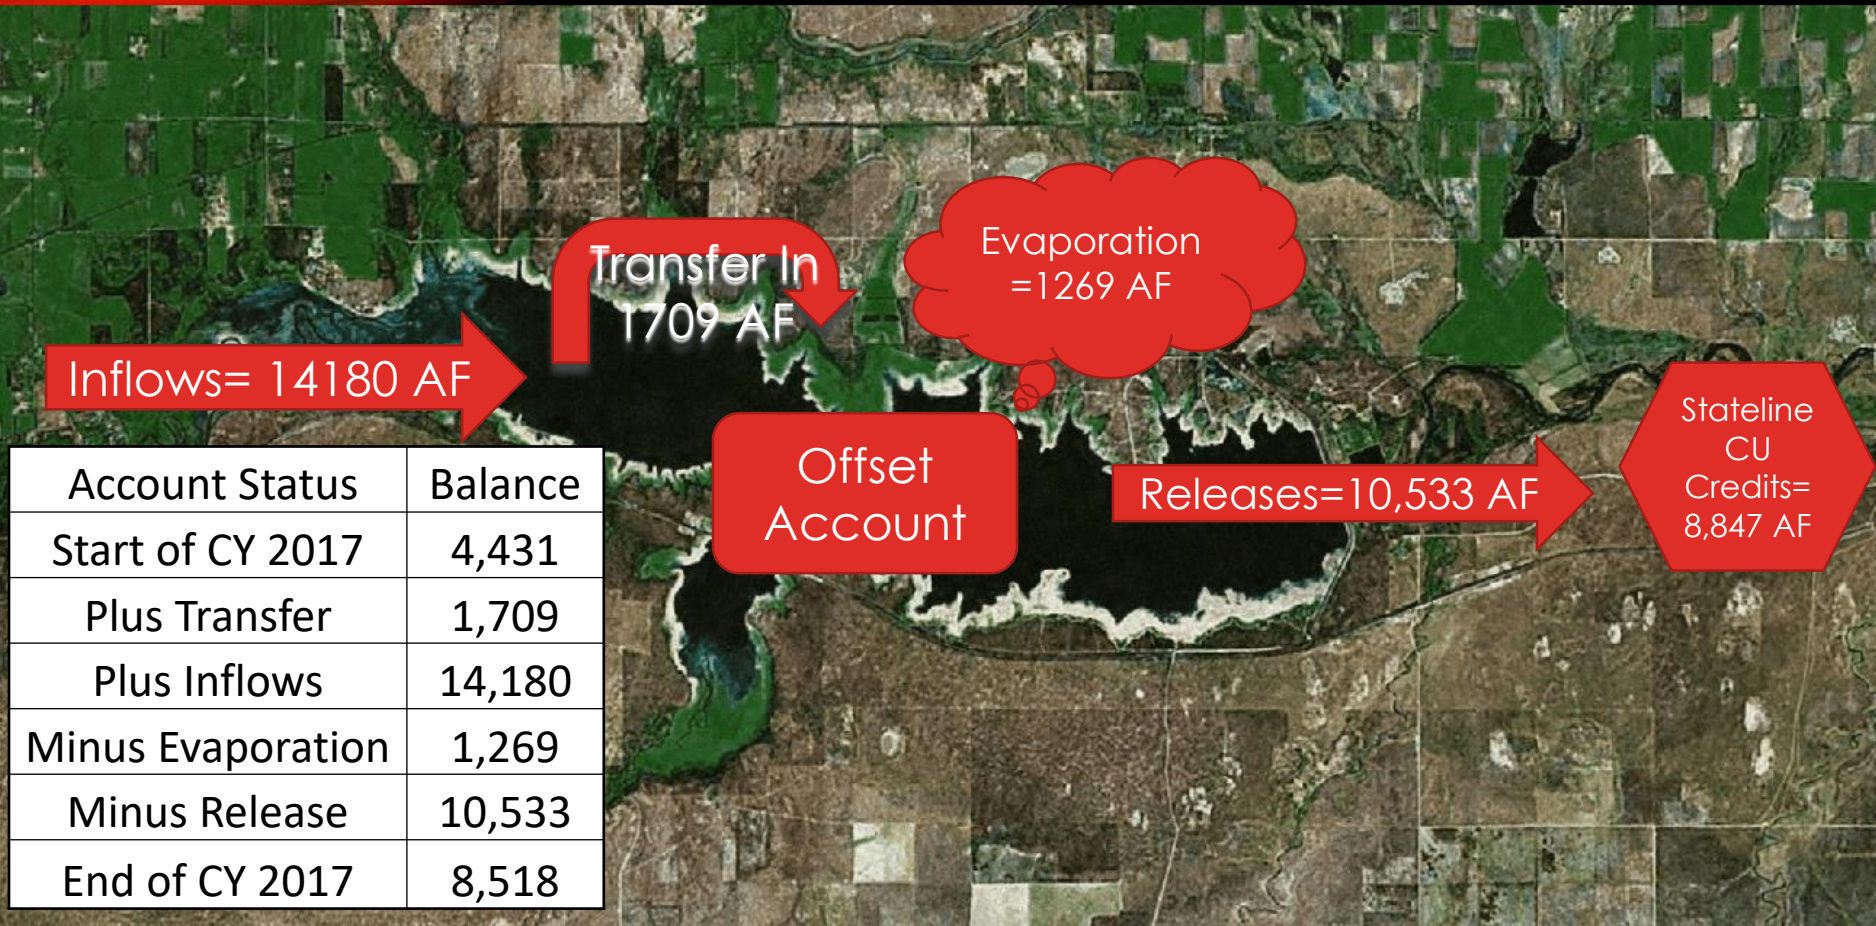 Transfer In
1709 AF
Evaporation
=1269 AF
Inflows= 14180 AF
Offset
Account
Releases=10,533 AF
Stateline
CU
Credits=
8,847 AF
Account Status Balance
Start of CY 2017 4,431
Plus Transfer 1,709
Plus Inflows 14,180
Minus Evaporation 1,269
Minus Release 10,533
End of CY 2017 8,518